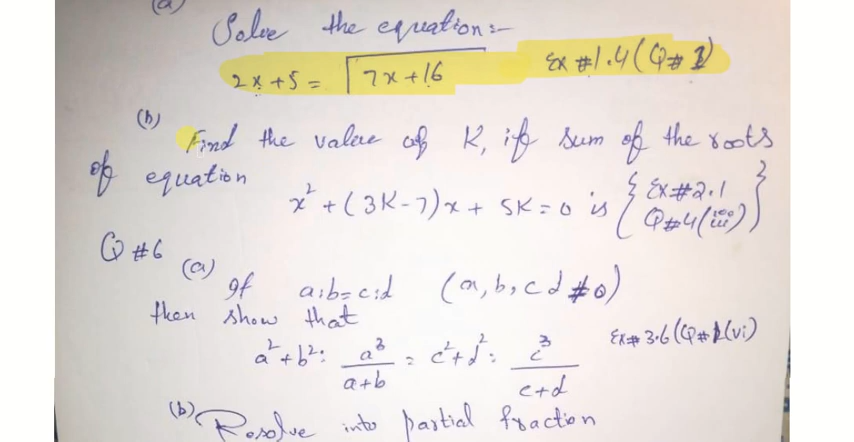 (a)
Solve the equation:-
2x+5 = √7x+16 Ex #1.4 (Q# 1)
(b)
Find the value of K, if sum of the roots
of equation
x² + (3K-7)x + 5K = 0 is { Ex#2.1 Q#4(iii) }
Q #6
(a)
If a:b=c:d (a, b, c d ≠0)
then show that
a²+b²: a³/a+b = c²+d²: c³/c+d Ex# 3.6 (Q#1(vi)
(b) Resolve into partial fraction